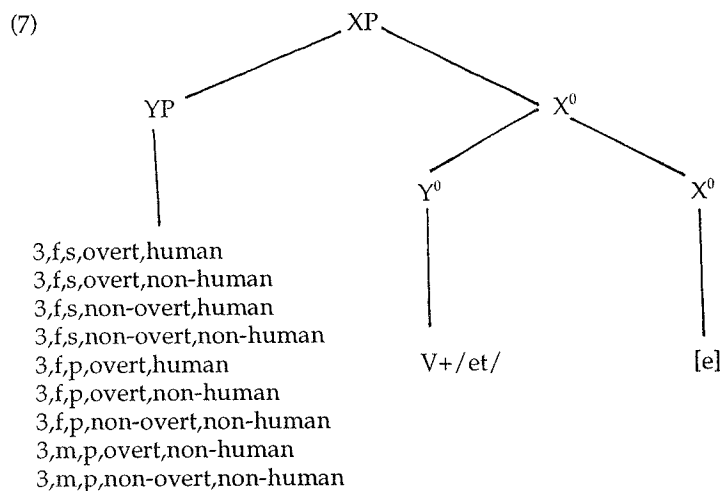 (7)
XP
YP
X⁰
Y⁰
X⁰
3,f,s,overt,human
3,f,s,overt,non-human
3,f,s,non-overt,human
3,f,s,non-overt,non-human
3,f,p,overt,human
V+/et/
[e]
3,f,p,overt,non-human
3,f,p,non-overt,non-human
3,m,p,overt,non-human
3,m,p,non-overt,non-human